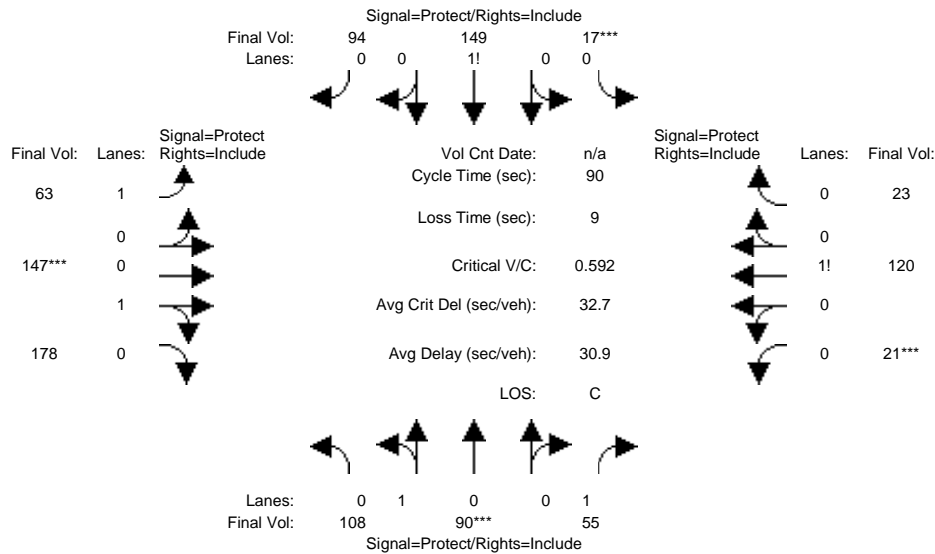 Signal=Protect/Rights=Include
Final Vol: 94 149 17***
Lanes: 0 0 1! 0 0
Signal=Protect
Final Vol: Lanes: Rights=Include
Vol Cnt Date: n/a
Signal=Protect
Rights=Include Lanes: Final Vol:
Cycle Time (sec): 90
63 1
0 23
Loss Time (sec): 9
0
0
147*** 0
Critical V/C: 0.592
1! 120
1
Avg Crit Del (sec/veh): 32.7
0
178 0
Avg Delay (sec/veh): 30.9
0 21***
LOS: C
Lanes: 0 1 0 0 1
Final Vol: 108 90*** 55
Signal=Protect/Rights=Include